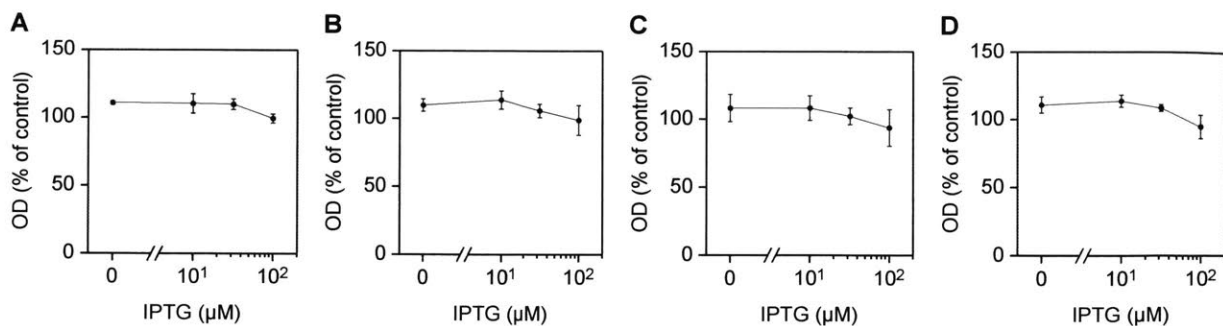 A
B
C
D
OD (% of control)
150
100
50
0
0
10¹
10²
IPTG (µM)
OD (% of control)
150
100
50
0
0
10¹
10²
IPTG (µM)
OD (% of control)
150
100
50
0
0
10¹
10²
IPTG (µM)
OD (% of control)
150
100
50
0
0
10¹
10²
IPTG (µM)